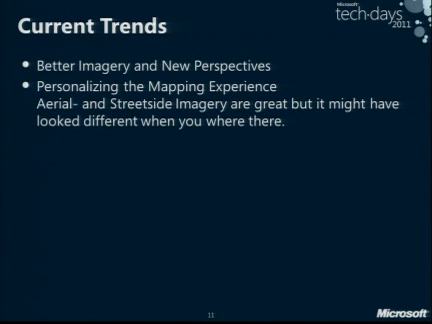 Microsoft
tech·days
2011
Current Trends
• Better Imagery and New Perspectives
• Personalizing the Mapping Experience
Aerial- and Streetside Imagery are great but it might have
looked different when you where there.
11
Microsoft